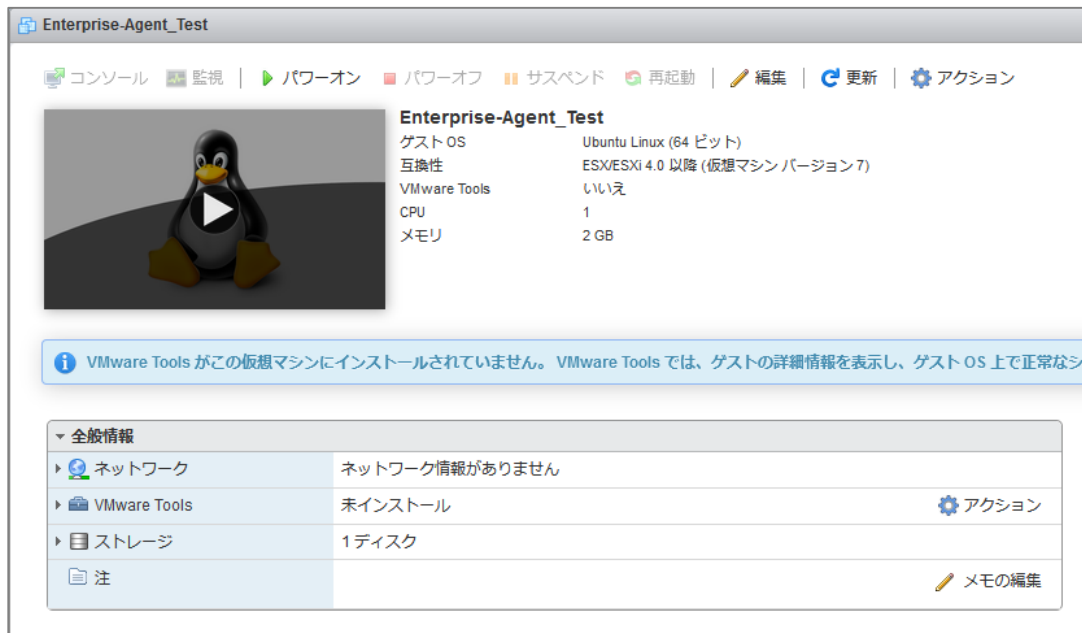 Enterprise-Agent_Test
コンソール 監視 パワーオン パワーオフ サスペンド 再起動 編集 更新 アクション
Enterprise-Agent_Test
ゲスト OS Ubuntu Linux (64 ビット)
互換性 ESX/ESXi 4.0 以降 (仮想マシン バージョン 7)
VMware Tools いいえ
CPU 1
メモリ 2 GB
VMware Tools がこの仮想マシンにインストールされていません。 VMware Tools では、ゲストの詳細情報を表示し、ゲスト OS 上で正常なシ
全般情報
ネットワーク ネットワーク情報がありません
VMware Tools 未インストール アクション
ストレージ 1 ディスク
注 メモの編集